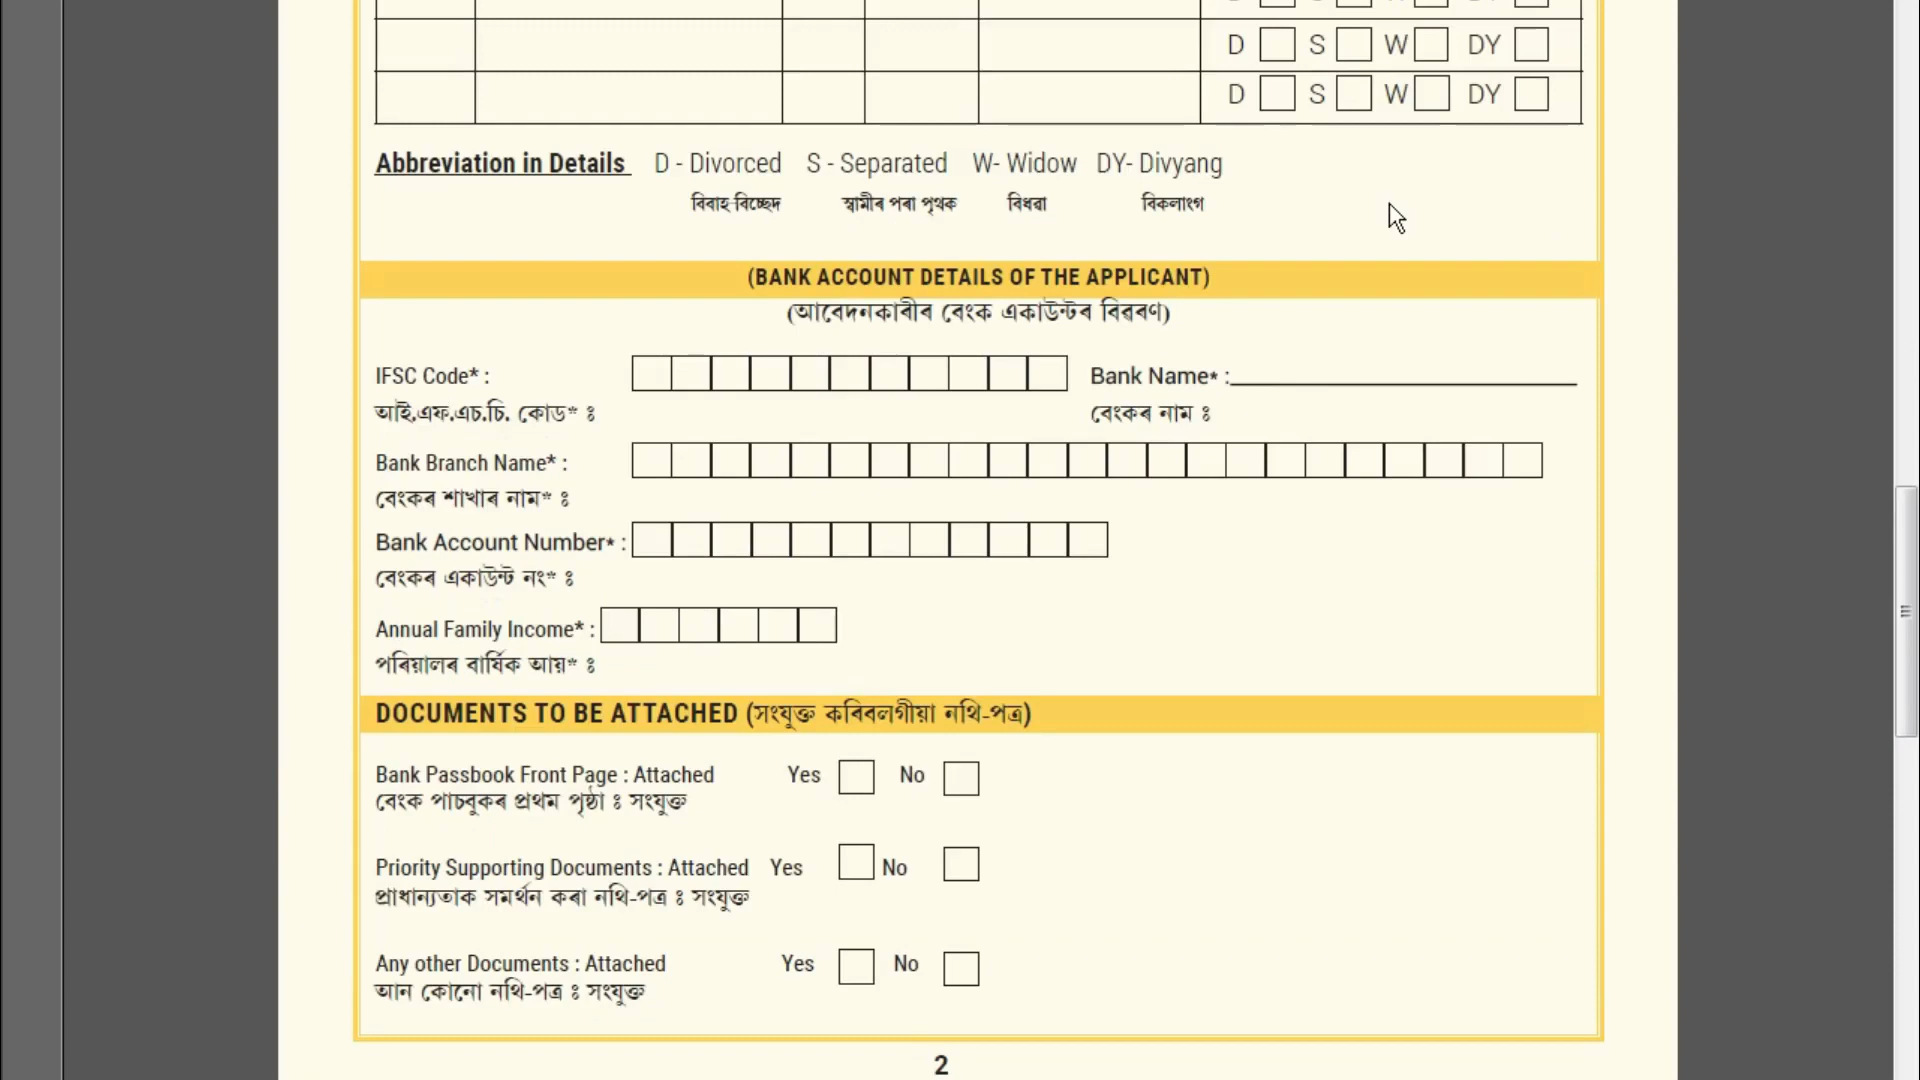 D S W DY
D S W DY
Abbreviation in Details D - Divorced S - Separated W- Widow DY- Divyang
বিবাহ বিচ্ছেদ স্বামীৰ পৰা পৃথক বিধৱা বিকলাংগ
(BANK ACCOUNT DETAILS OF THE APPLICANT)
(আবেদনকাৰীৰ বেংক একাউন্টৰ বিৱৰণ)
IFSC Code* : Bank Name* :
আই.এফ.এচ.চি. কোড* ঃ বেংকৰ নাম ঃ
Bank Branch Name* :
বেংকৰ শাখাৰ নাম* ঃ
Bank Account Number* :
বেংকৰ একাউন্ট নং* ঃ
Annual Family Income* :
পৰিয়ালৰ বাৰ্ষিক আয়* ঃ
DOCUMENTS TO BE ATTACHED (সংযুক্ত কৰিবলগীয়া নথি-পত্ৰ)
Bank Passbook Front Page : Attached Yes No
বেংক পাচবুকৰ প্ৰথম পৃষ্ঠা ঃ সংযুক্ত
Priority Supporting Documents : Attached Yes No
প্ৰাধান্যতাক সমৰ্থন কৰা নথি-পত্ৰ ঃ সংযুক্ত
Any other Documents : Attached Yes No
আন কোনো নথি-পত্ৰ ঃ সংযুক্ত
2